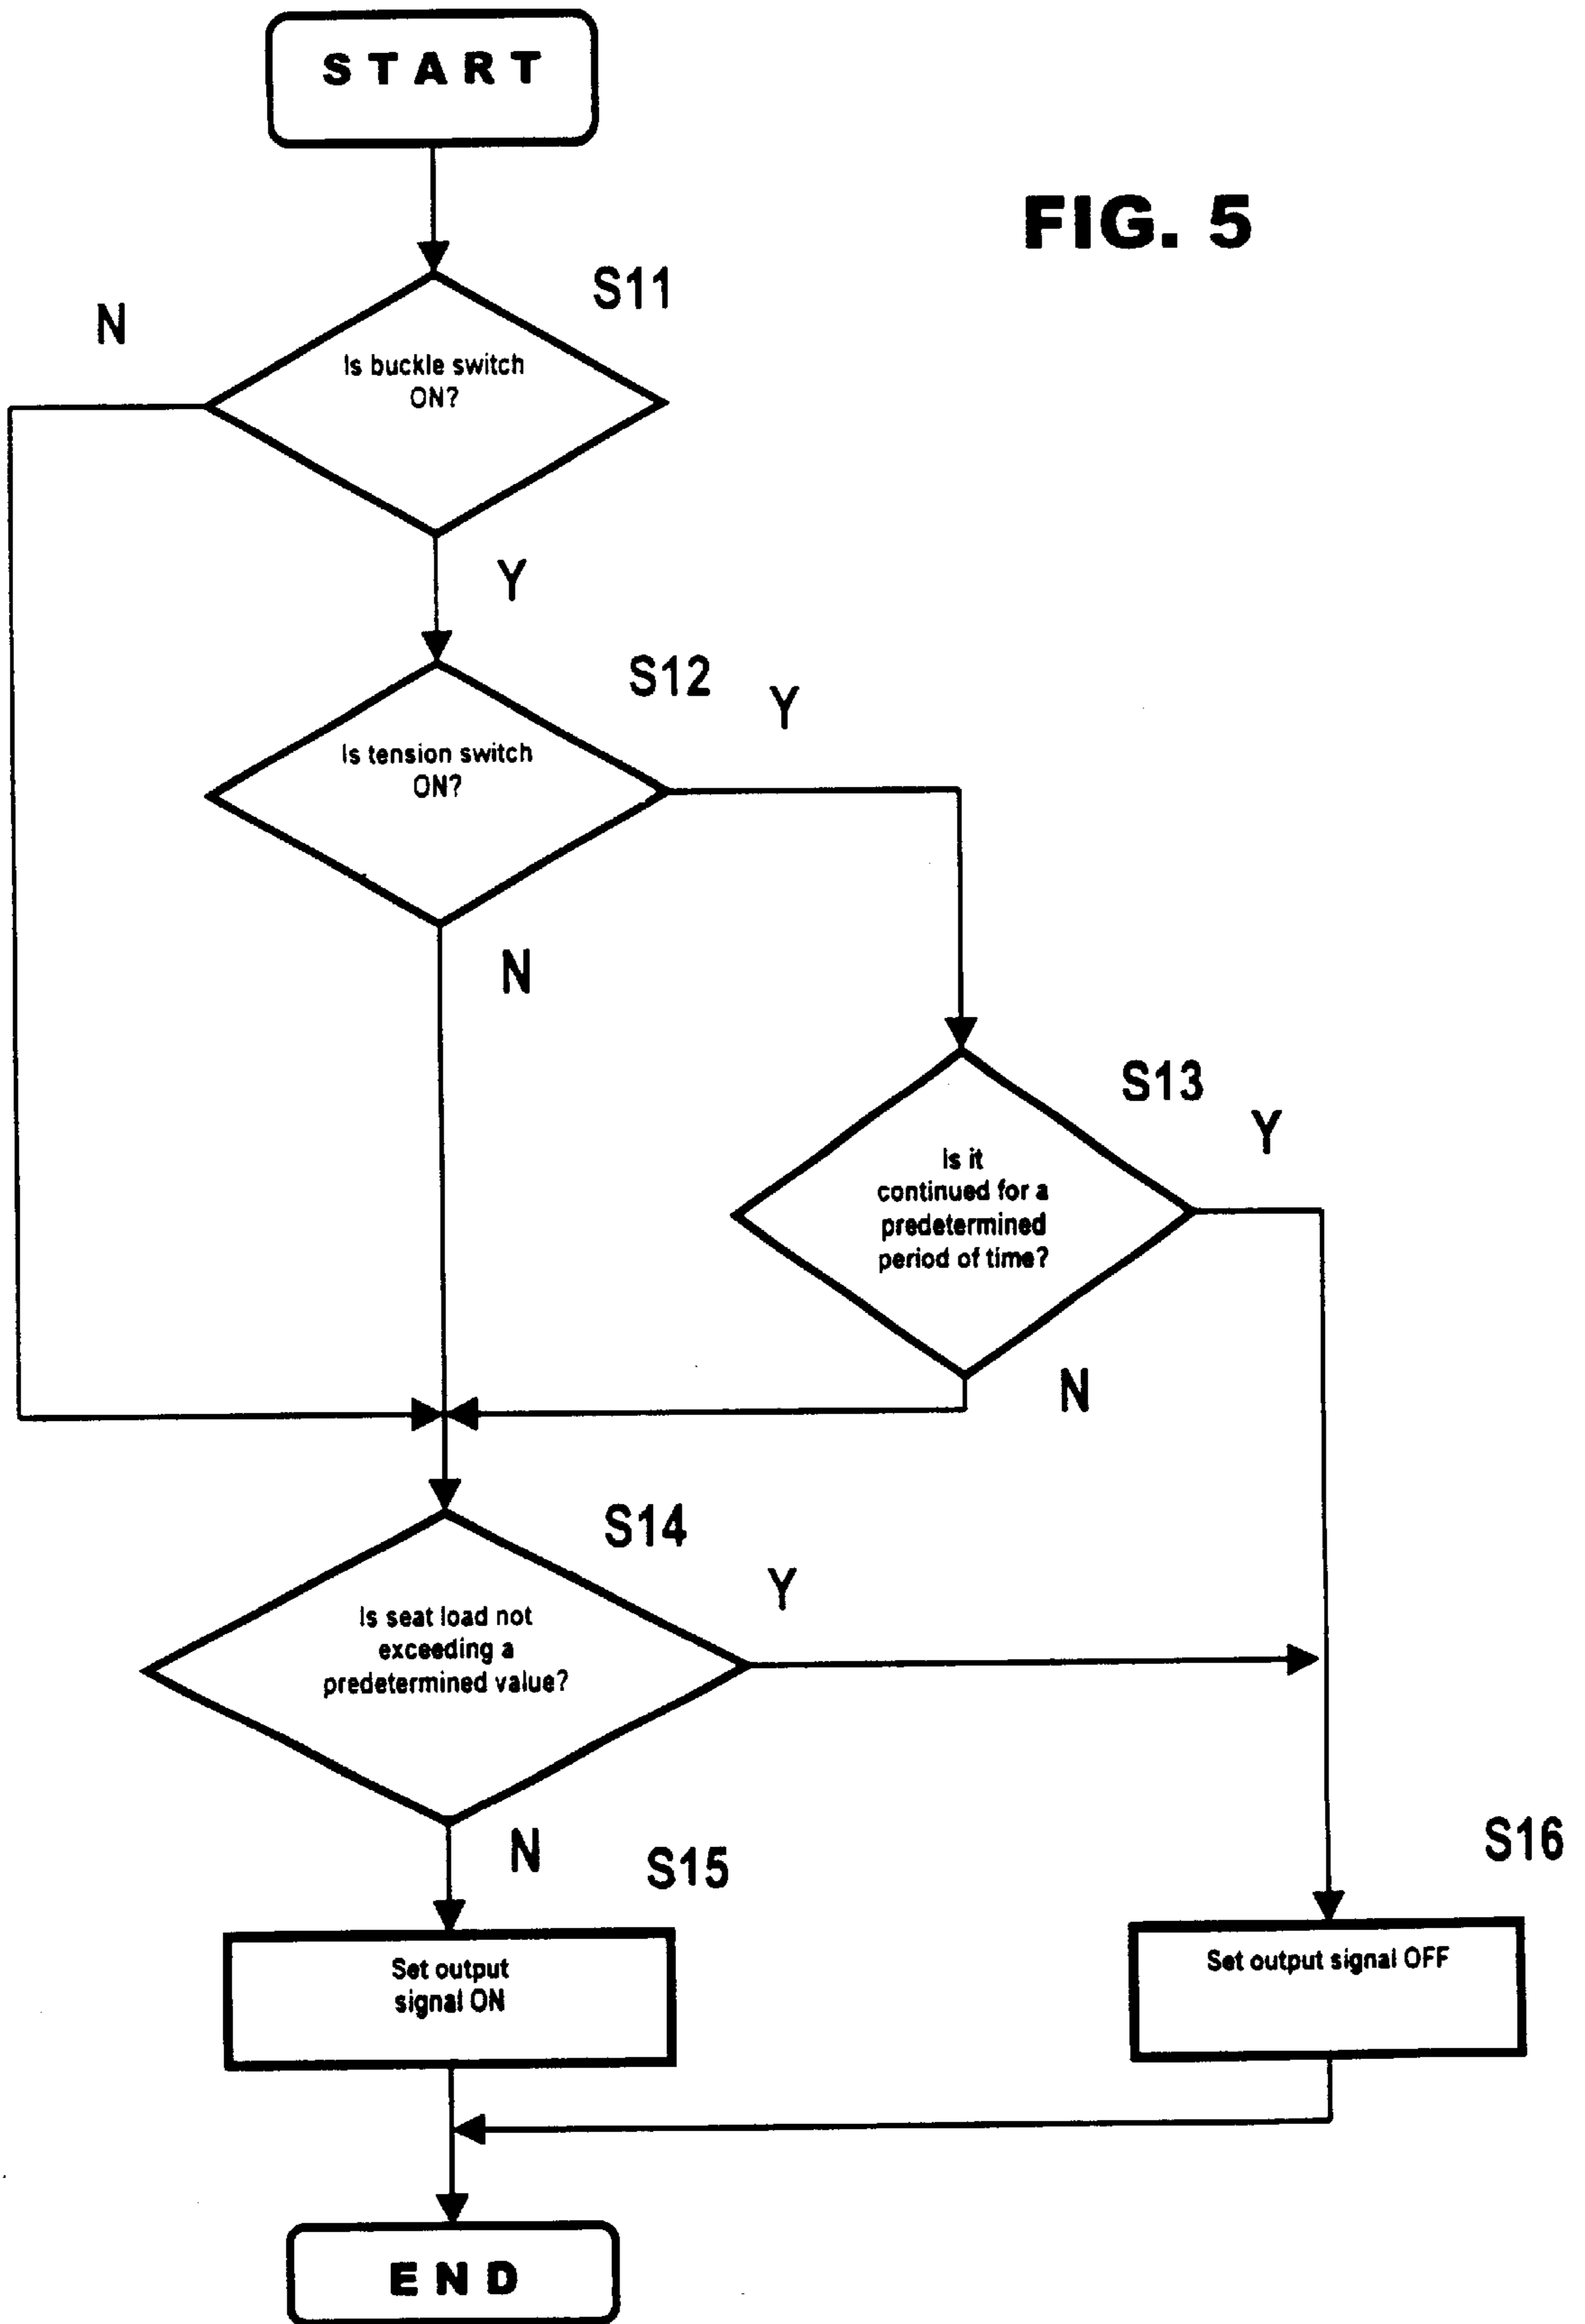 START
FIG. 5
S11
N
Is buckle switch
ON?
Y
S12
Y
Is tension switch
ON?
N
S13
Y
Is it
continued for a
predetermined
period of time?
N
S14
Y
Is seat load not
exceeding a
predetermined value?
N
S15
S16
Set output
signal ON
Set output signal OFF
END